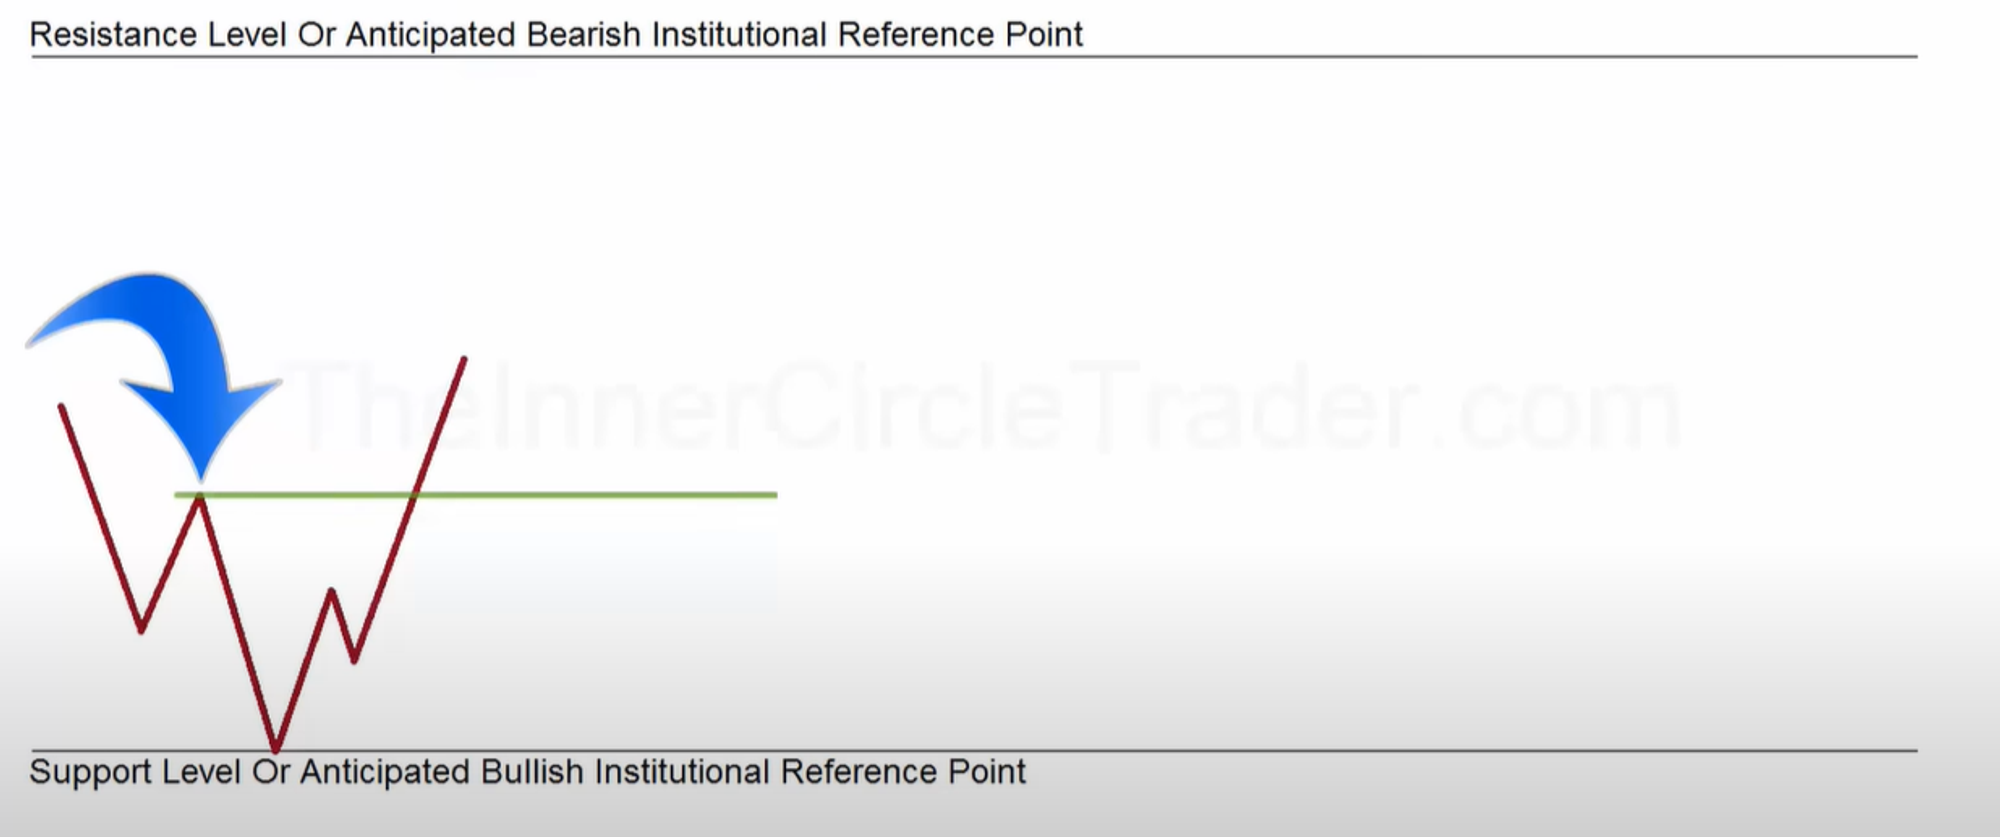 Resistance Level Or Anticipated Bearish Institutional Reference Point
TheInnerCircleTrader.com
Support Level Or Anticipated Bullish Institutional Reference Point